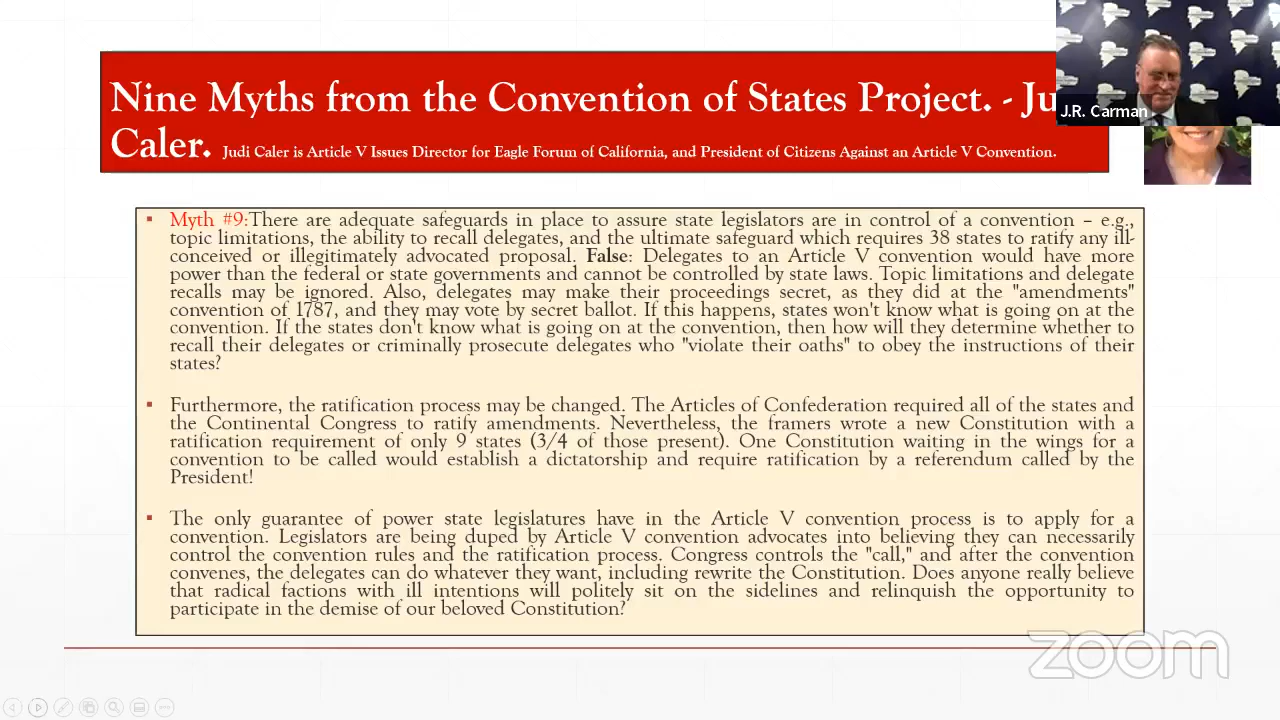 Nine Myths from the Convention of States Project. - Ju
Caler. Judi Caler is Article V Issues Director for Eagle Forum of California, and President of Citizens Against an Article V Convention.
J.R. Carman
Myth #9:There are adequate safeguards in place to assure state legislators are in control of a convention – e.g.,
topic limitations, the ability to recall delegates, and the ultimate safeguard which requires 38 states to ratify any ill-
conceived or illegitimately advocated proposal. False: Delegates to an Article V convention would have more
power than the federal or state governments and cannot be controlled by state laws. Topic limitations and delegate
recalls may be ignored. Also, delegates may make their proceedings secret, as they did at the "amendments"
convention of 1787, and they may vote by secret ballot. If this happens, states won't know what is going on at the
convention. If the states don't know what is going on at the convention, then how will they determine whether to
recall their delegates or criminally prosecute delegates who "violate their oaths" to obey the instructions of their
states?
Furthermore, the ratification process may be changed. The Articles of Confederation required all of the states and
the Continental Congress to ratify amendments. Nevertheless, the framers wrote a new Constitution with a
ratification requirement of only 9 states (3/4 of those present). One Constitution waiting in the wings for a
convention to be called would establish a dictatorship and require ratification by a referendum called by the
President!
The only guarantee of power state legislatures have in the Article V convention process is to apply for a
convention. Legislators are being duped by Article V convention advocates into believing they can necessarily
control the convention rules and the ratification process. Congress controls the "call," and after the convention
convenes, the delegates can do whatever they want, including rewrite the Constitution. Does anyone really believe
that radical factions with ill intentions will politely sit on the sidelines and relinquish the opportunity to
participate in the demise of our beloved Constitution?
zoom